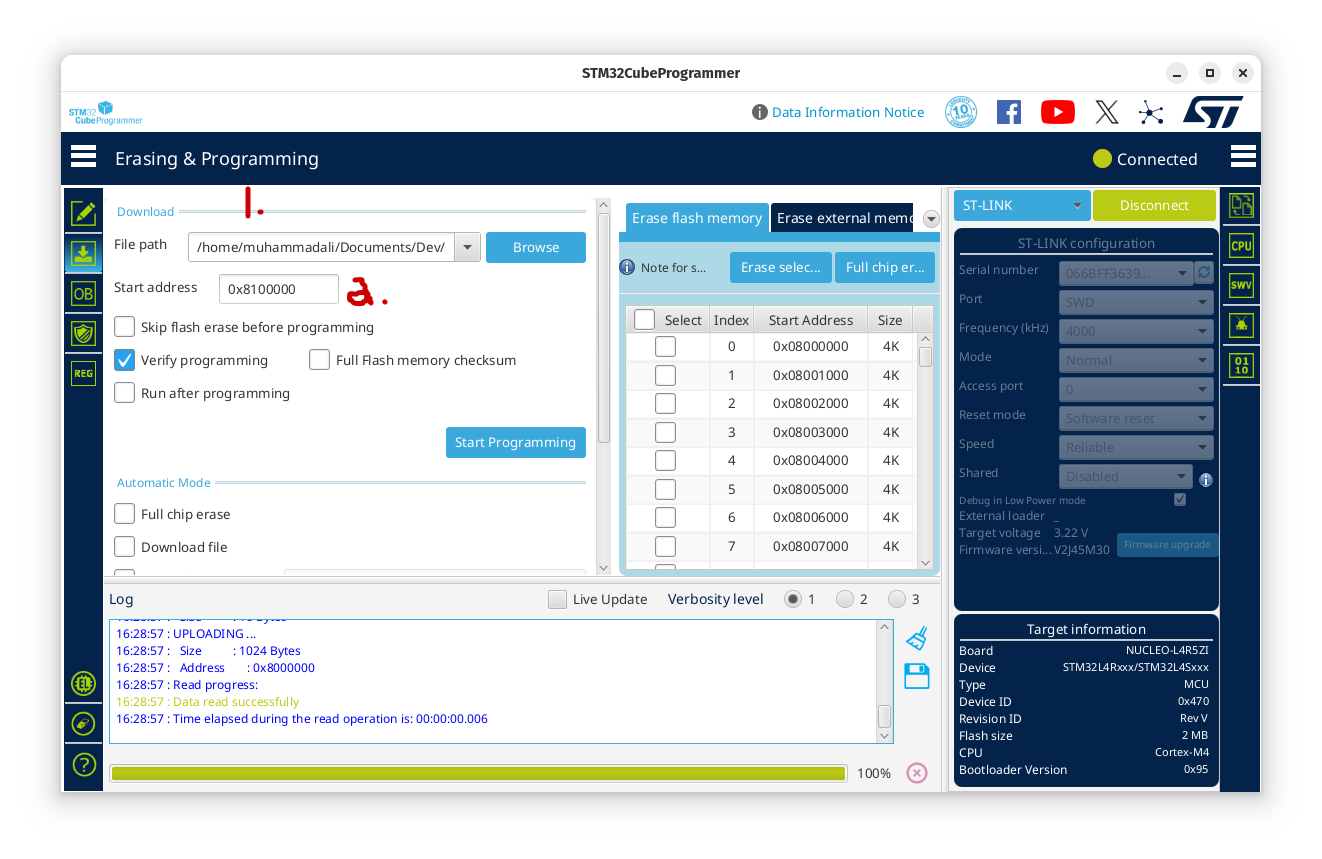 STM32CubeProgrammer
STM32
CubeProgrammer
Data Information Notice
10 YEARS
ST
Erasing & Programming
Connected
1.
Download
File path
/home/muhammadali/Documents/Dev/
Browse
Start address
0x8100000
2.
Skip flash erase before programming
Verify programming
Full Flash memory checksum
Run after programming
Start Programming
Automatic Mode
Full chip erase
Download file
OB
REG
EL
?
Erase flash memory
Erase external memo
Note for s...
Erase selec...
Full chip er...
Select Index Start Address Size
0 0x08000000 4K
1 0x08001000 4K
2 0x08002000 4K
3 0x08003000 4K
4 0x08004000 4K
5 0x08005000 4K
6 0x08006000 4K
7 0x08007000 4K
ST-LINK
Disconnect
ST-LINK configuration
Serial number 066BFF3639...
Port SWD
Frequency (kHz) 4000
Mode Normal
Access port 0
Reset mode Software reset
Speed Reliable
Shared Disabled
Debug in Low Power mode
External loader _
Target voltage 3.22 V
Firmware versi... V2J45M30
Firmware upgrade
CPU
SWV
01
10
Log
Live Update
Verbosity level 1 2 3
16:28:57 : UPLOADING ...
16:28:57 : Size : 1024 Bytes
16:28:57 : Address : 0x8000000
16:28:57 : Read progress:
16:28:57 : Data read successfully
16:28:57 : Time elapsed during the read operation is: 00:00:00.006
100%
Target information
Board NUCLEO-L4R5ZI
Device STM32L4Rxxx/STM32L4Sxxx
Type MCU
Device ID 0x470
Revision ID Rev V
Flash size 2 MB
CPU Cortex-M4
Bootloader Version 0x95